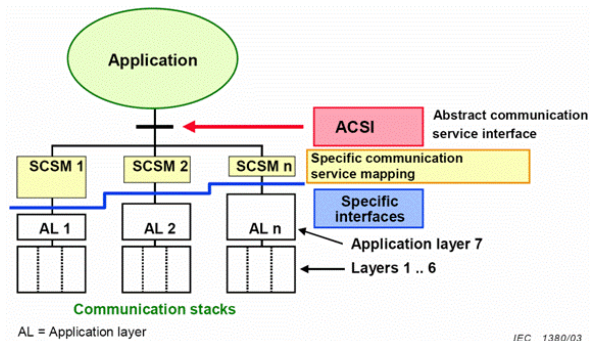 Application
ACSI
Abstract communication
service interface
SCSM 1
SCSM 2
SCSM n
Specific communication
service mapping
Specific
interfaces
AL 1
AL 2
AL n
Application layer 7
Layers 1 .. 6
Communication stacks
AL = Application layer
IEC 1380/03